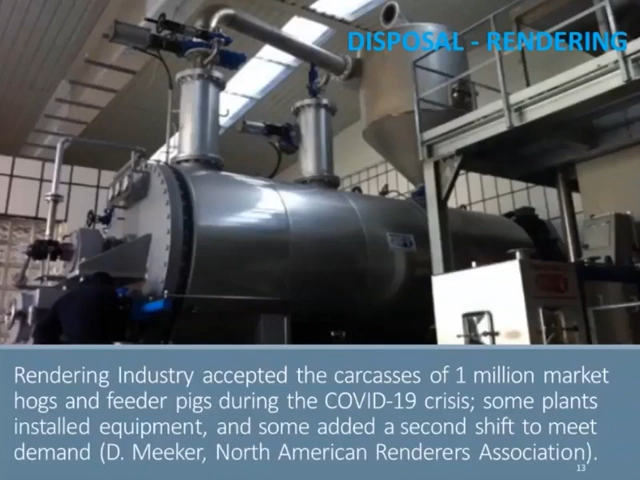 DISPOSAL - RENDERING
Rendering Industry accepted the carcasses of 1 million market
hogs and feeder pigs during the COVID-19 crisis; some plants
installed equipment, and some added a second shift to meet
demand (D. Meeker, North American Renderers Association).
13